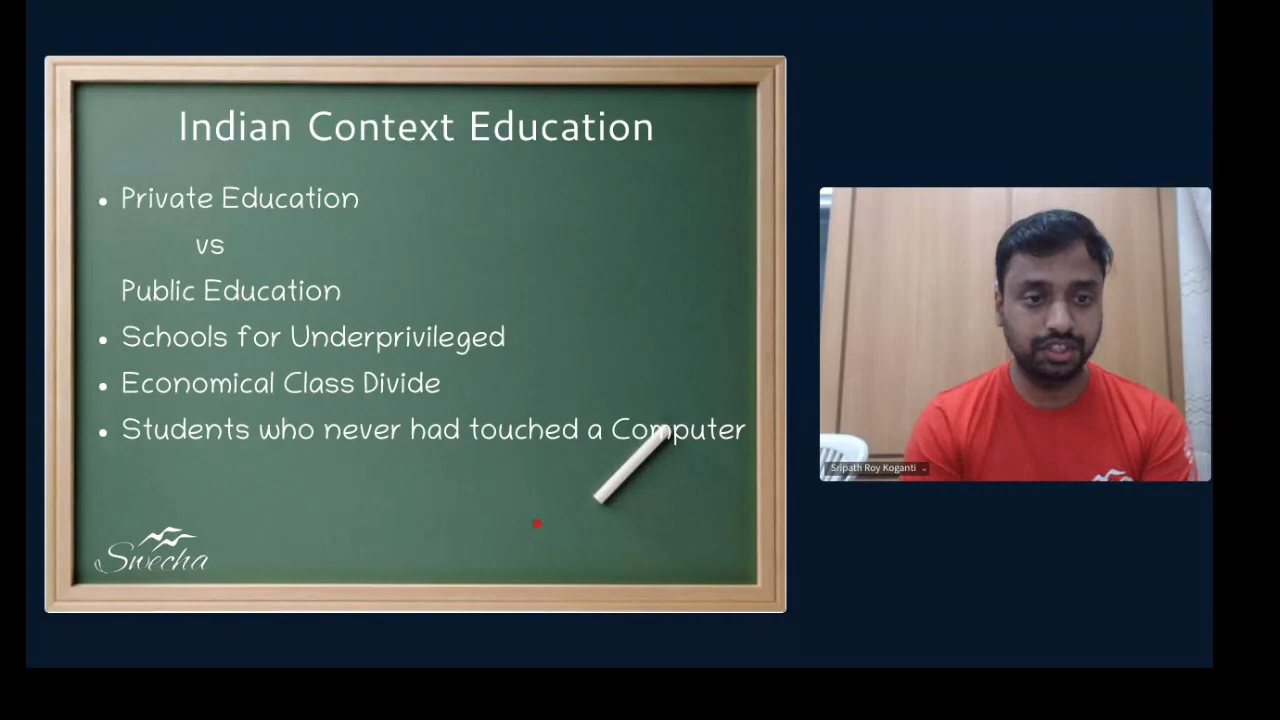 Indian Context Education
• Private Education
vs
Public Education
• Schools for Underprivileged
• Economical Class Divide
• Students who never had touched a Computer
Swecha
Sripath Roy Koganti